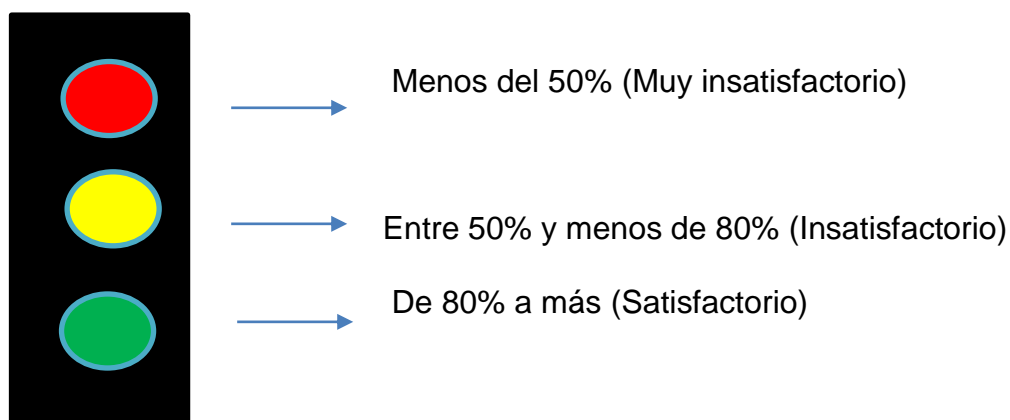 Menos del 50% (Muy insatisfactorio)
Entre 50% y menos de 80% (Insatisfactorio)
De 80% a más (Satisfactorio)